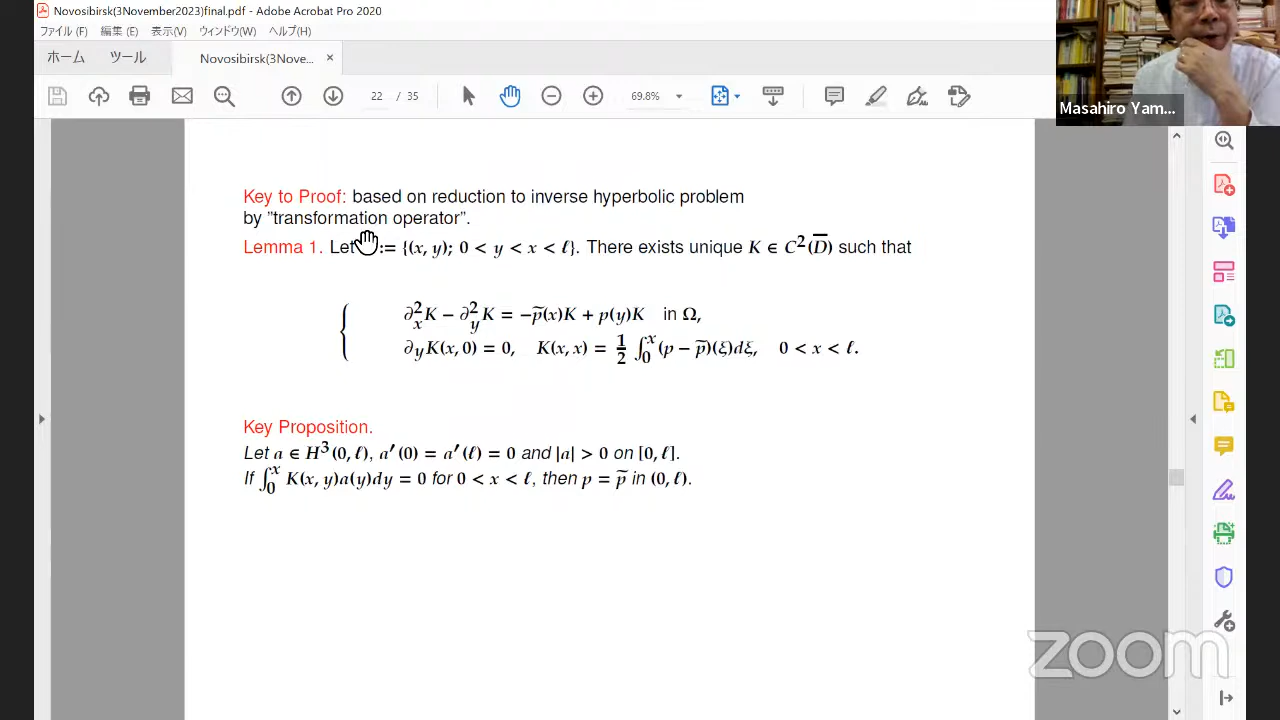 Novosibirsk(3November2023)final.pdf - Adobe Acrobat Pro 2020
ファイル(F) 編集(E) 表示(V) ウィンドウ(W) ヘルプ(H)
ホーム ツール Novosibirsk(3Nove... ×
22 / 35 69.8%
Masahiro Yam...
Key to Proof: based on reduction to inverse hyperbolic problem
by ”transformation operator”.
Lemma 1. Let := {(x, y); 0 < y < x < ℓ}. There exists unique K ∈ C²(D̅) such that
∂ₓ²K − ∂ᵧ²K = −p̃(x)K + p(y)K in Ω,
∂ᵧK(x, 0) = 0, K(x, x) = 1/2 ∫₀ˣ (p − p̃)(ξ)dξ, 0 < x < ℓ.
Key Proposition.
Let a ∈ H³(0, ℓ), a′(0) = a′(ℓ) = 0 and |a| > 0 on [0, ℓ].
If ∫₀ˣ K(x, y)a(y)dy = 0 for 0 < x < ℓ, then p = p̃ in (0, ℓ).
zoom